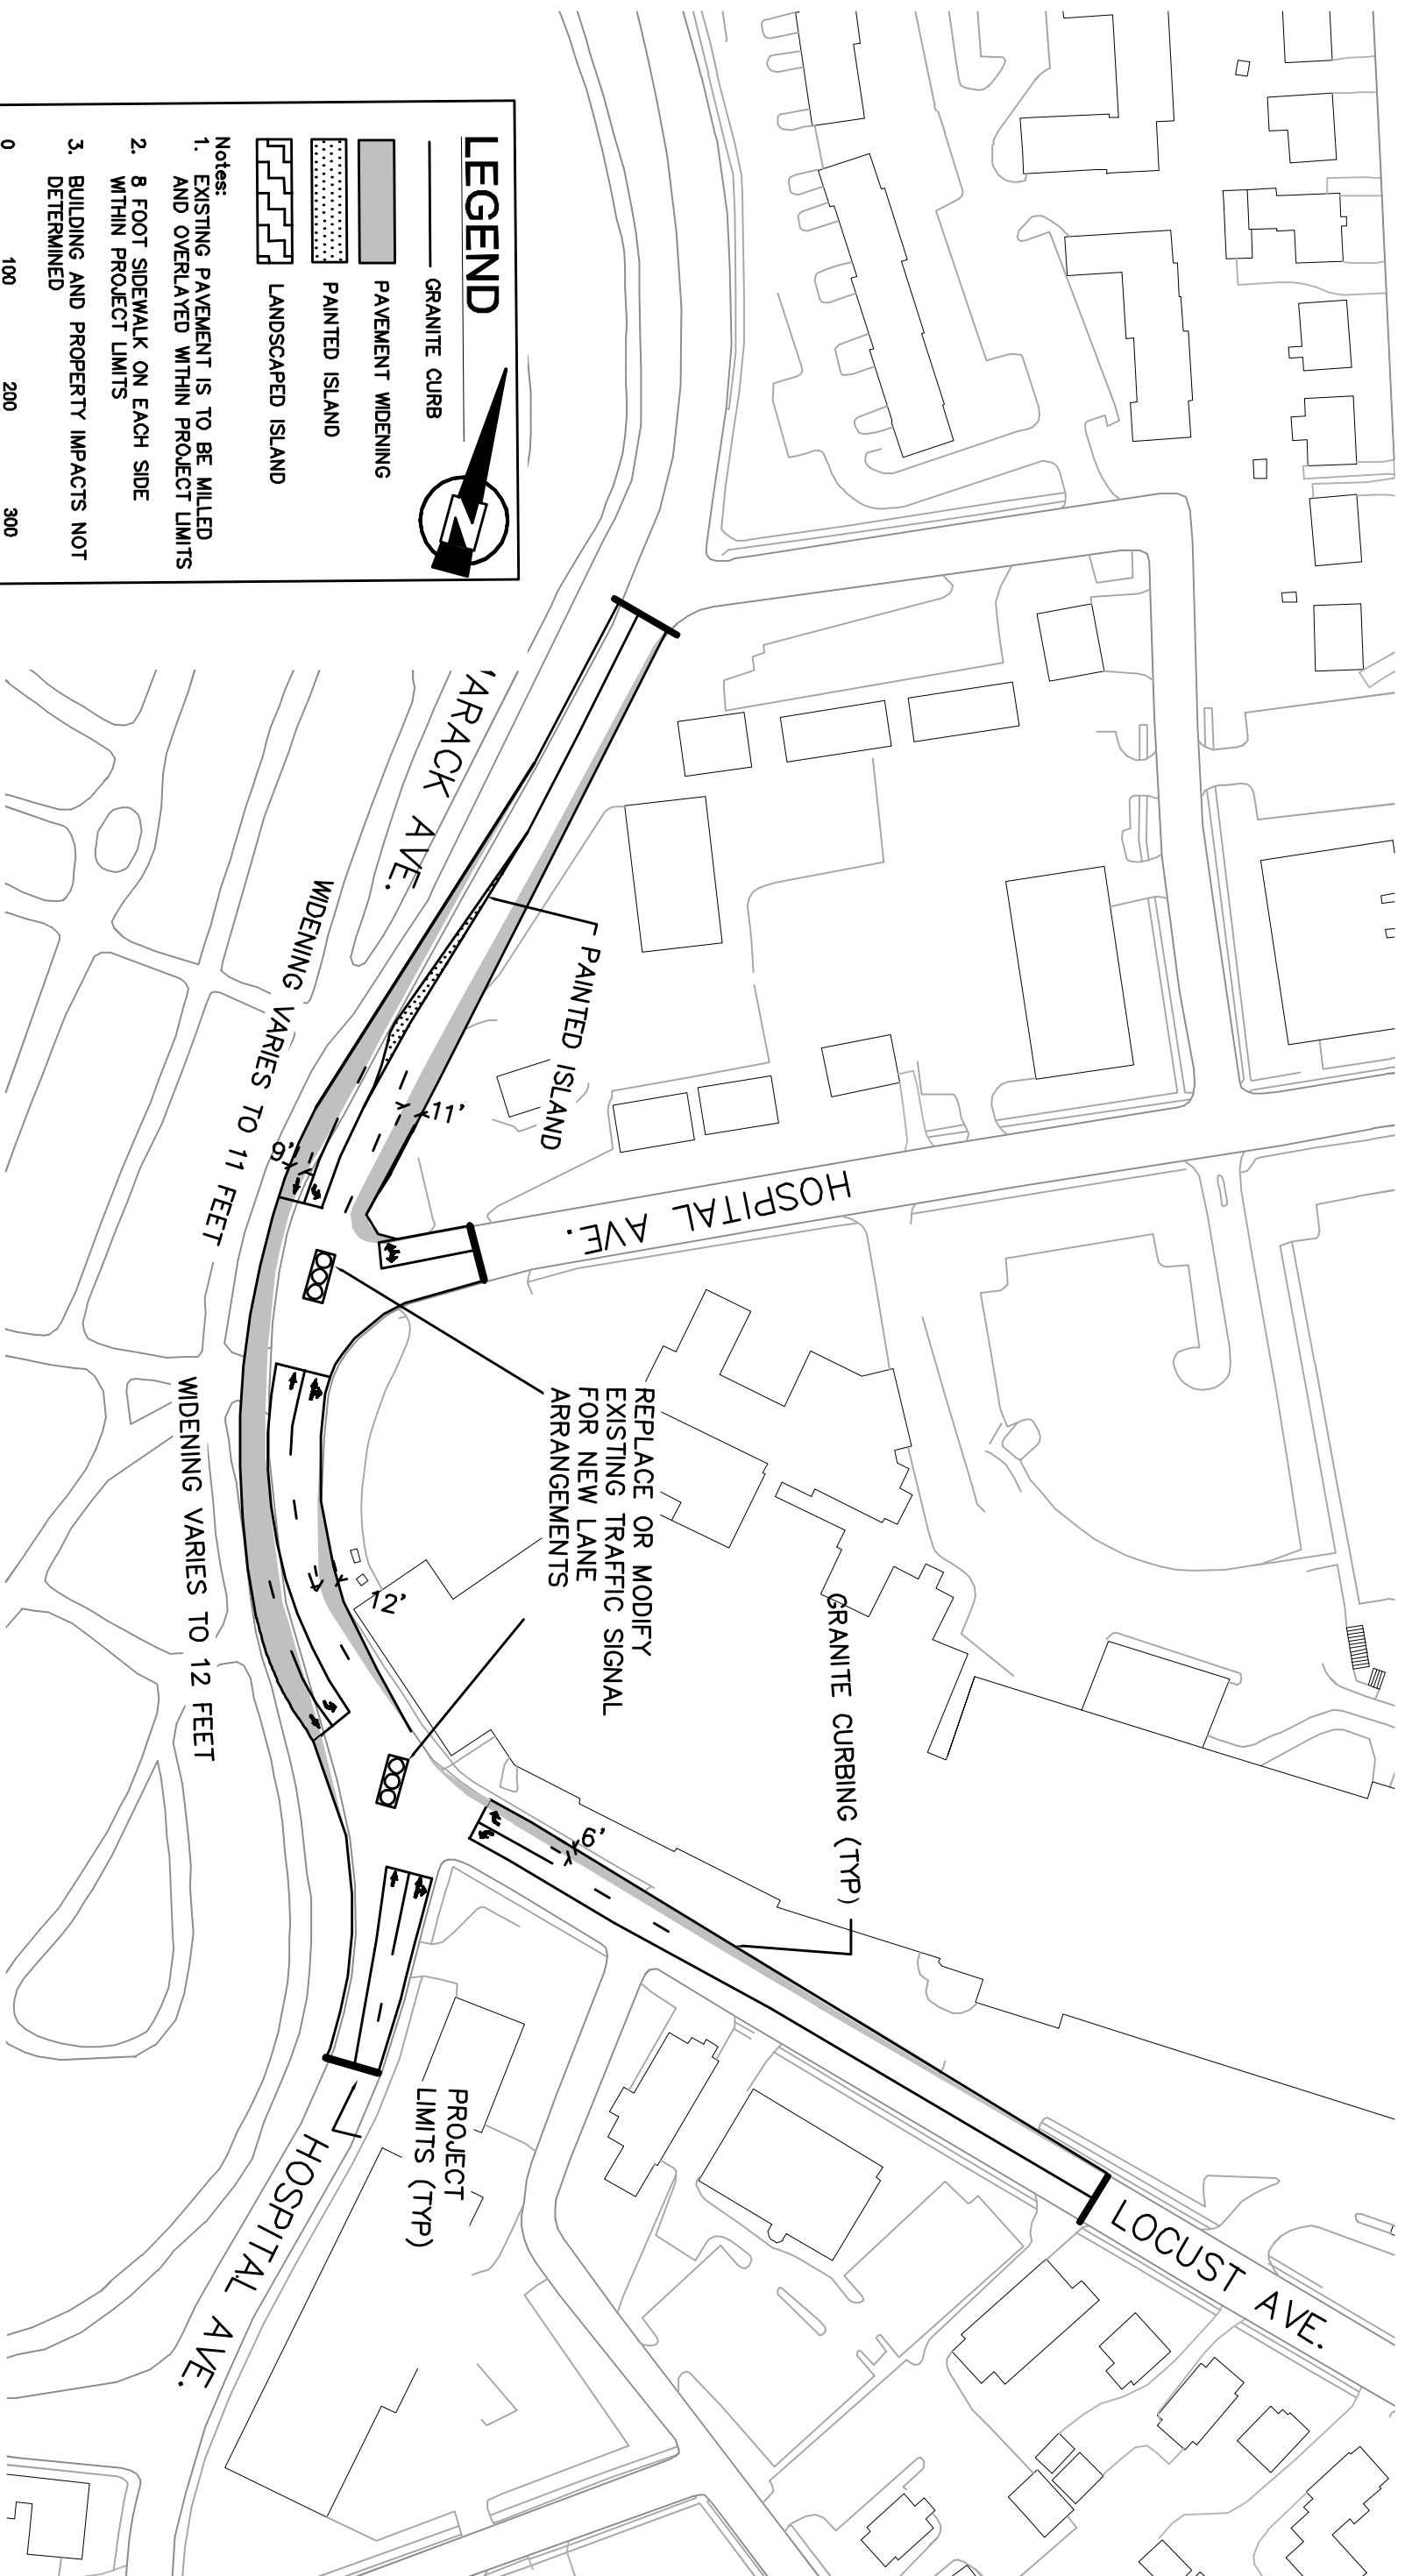 LEGEND
GRANITE CURB
PAVEMENT WIDENING
PAINTED ISLAND
LANDSCAPED ISLAND
N
Notes:
1. EXISTING PAVEMENT IS TO BE MILLED
AND OVERLAYED WITHIN PROJECT LIMITS
2. 8 FOOT SIDEWALK ON EACH SIDE
WITHIN PROJECT LIMITS
3. BUILDING AND PROPERTY IMPACTS NOT
DETERMINED
0 100 200 300
ARACK AVE.
WIDENING VARIES TO 11 FEET
PAINTED ISLAND
11'
9'
HOSPITAL AVE.
REPLACE OR MODIFY
EXISTING TRAFFIC SIGNAL
FOR NEW LANE
ARRANGEMENTS
WIDENING VARIES TO 12 FEET
12'
GRANITE CURBING (TYP)
6'
PROJECT
LIMITS (TYP)
HOSPITAL AVE.
LOCUST AVE.